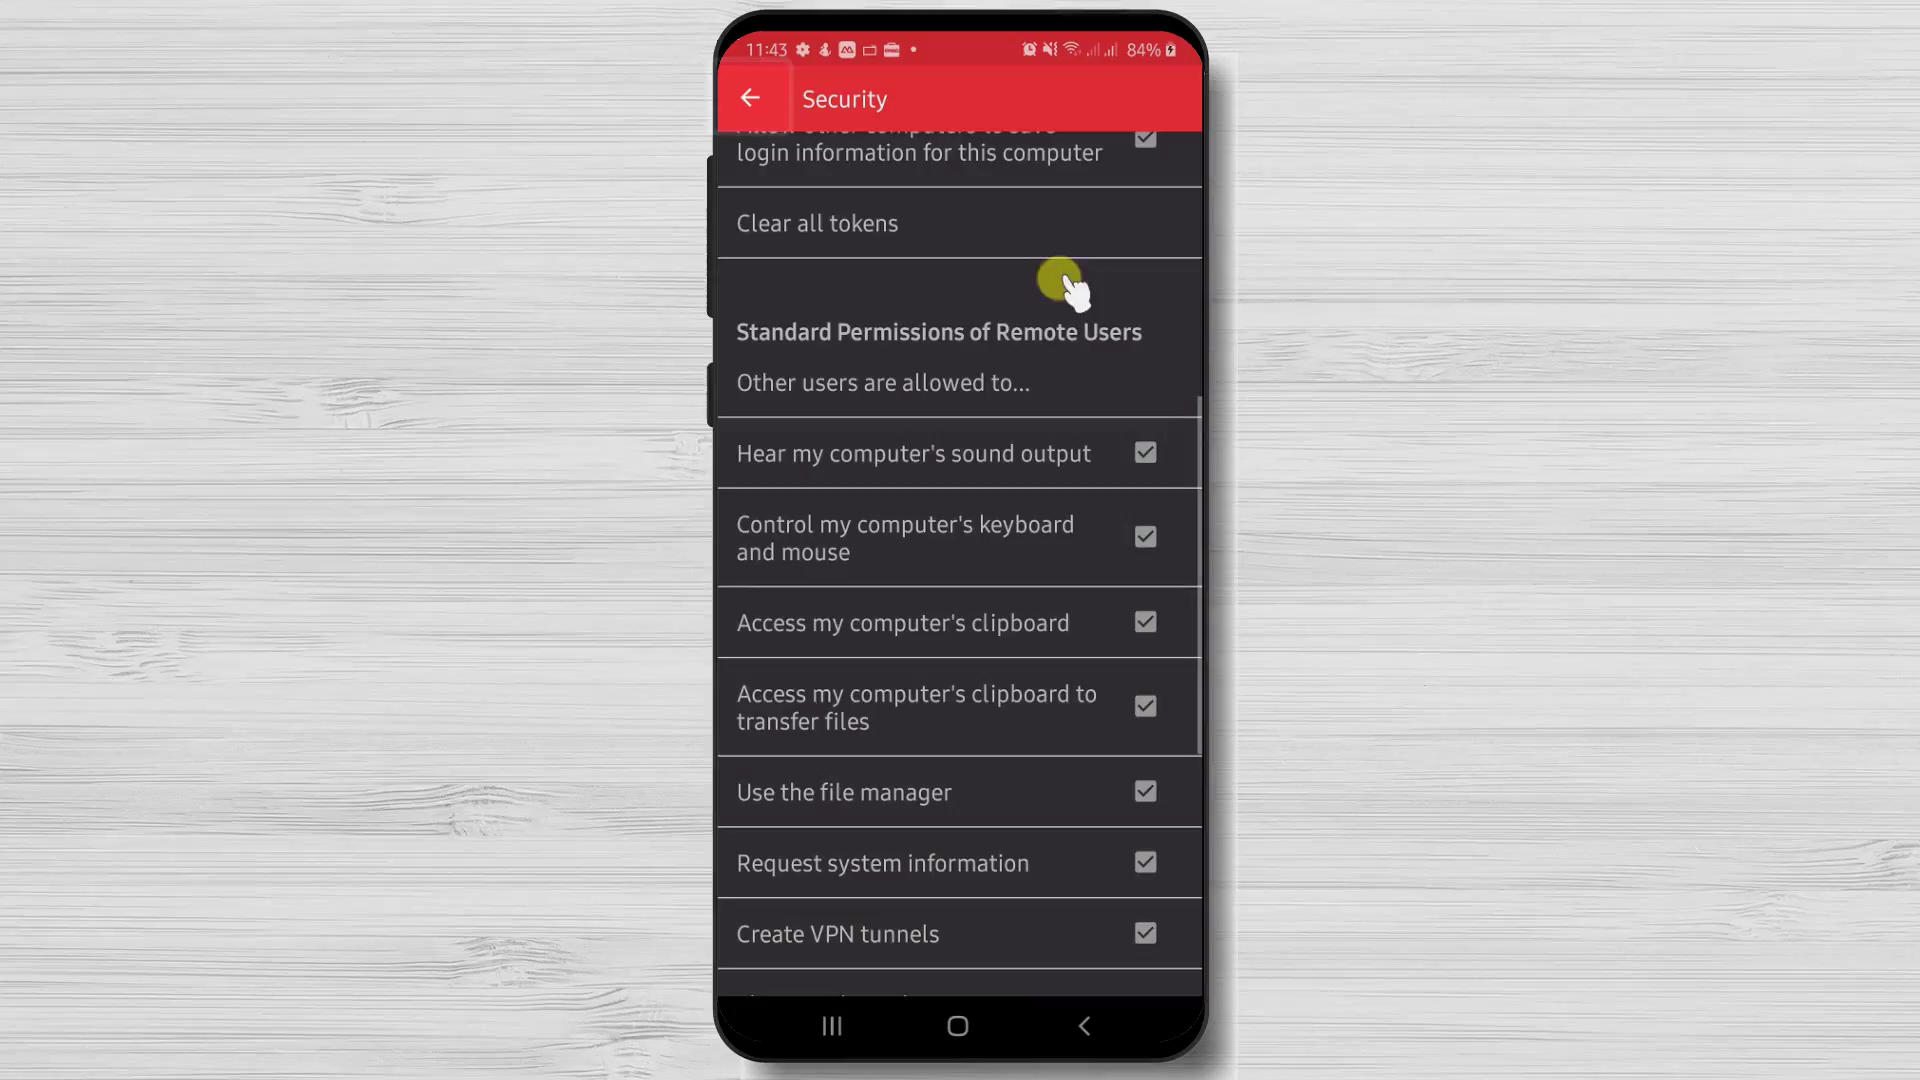 11:43
84%
Security
login information for this computer
Clear all tokens
Standard Permissions of Remote Users
Other users are allowed to...
Hear my computer's sound output
Control my computer's keyboard
and mouse
Access my computer's clipboard
Access my computer's clipboard to
transfer files
Use the file manager
Request system information
Create VPN tunnels